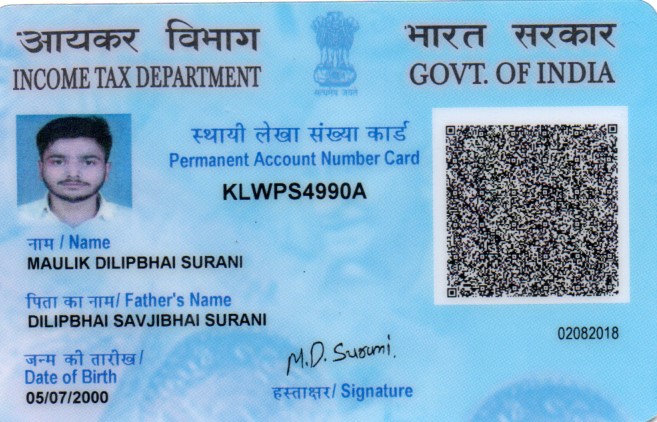 आयकर विभाग
INCOME TAX DEPARTMENT
सत्यमेव जयते
भारत सरकार
GOVT. OF INDIA
स्थायी लेखा संख्या कार्ड
Permanent Account Number Card
KLWPS4990A
नाम / Name
MAULIK DILIPBHAI SURANI
पिता का नाम/ Father's Name
DILIPBHAI SAVJIBHAI SURANI
जन्म की तारीख/
Date of Birth
05/07/2000
M.D. Surani.
हस्ताक्षर/ Signature
02082018